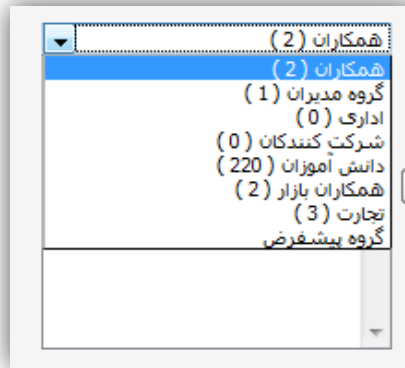 همکاران ( 2 )
همکاران ( 2 )
گروه مدیران ( 1 )
اداری ( 0 )
شرکت کنندگان ( 0 )
دانش آموزان ( 220 )
همکاران بازار ( 2 )
تجارت ( 3 )
گروه پیشفرض